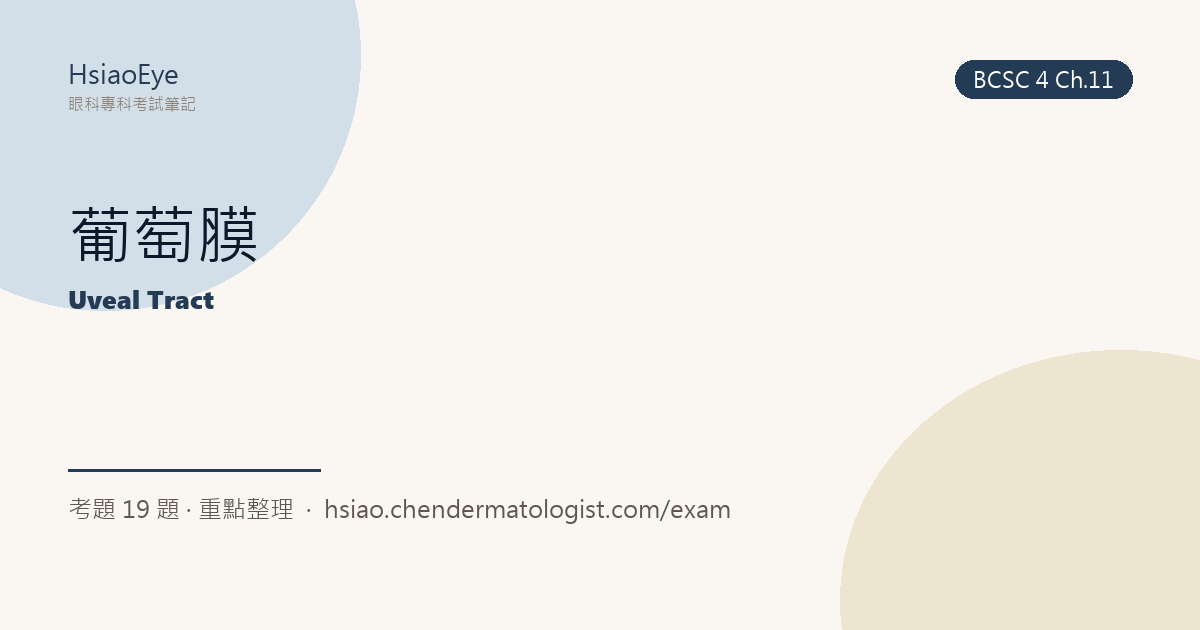 HsiaoEye
眼科專科考試筆記
BCSC 4 Ch.11
葡萄膜
Uveal Tract
考題 19 題 · 重點整理 · hsiao.chendermatologist.com/exam